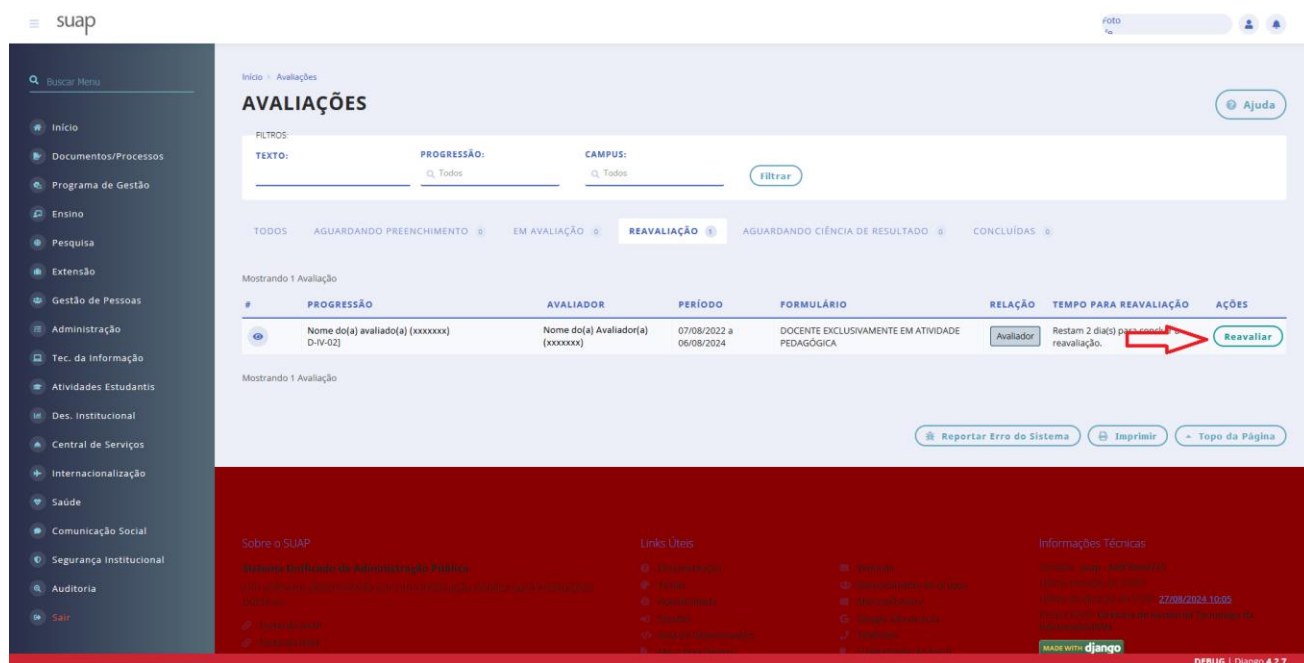 suap
Foto
Buscar Menu
Início
Documentos/Processos
Programa de Gestão
Ensino
Pesquisa
Extensão
Gestão de Pessoas
Administração
Tec. da Informação
Atividades Estudantis
Des. Institucional
Central de Serviços
Internacionalização
Saúde
Comunicação Social
Segurança Institucional
Auditoria
Sair
Início > Avaliações
AVALIAÇÕES
Ajuda
FILTROS:
TEXTO: PROGRESSÃO: CAMPUS:
Todos Todos Filtrar
TODOS AGUARDANDO PREENCHIMENTO 0 EM AVALIAÇÃO 0 REAVALIAÇÃO 1 AGUARDANDO CIÊNCIA DE RESULTADO 0 CONCLUÍDAS 0
Mostrando 1 Avaliação
# PROGRESSÃO AVALIADOR PERÍODO FORMULÁRIO RELAÇÃO TEMPO PARA REAVALIAÇÃO AÇÕES
Nome do(a) avaliado(a) (xxxxxxx) Nome do(a) Avaliador(a) 07/08/2022 a DOCENTE EXCLUSIVAMENTE EM ATIVIDADE Avaliador Restam 2 dia(s) para Reavaliar
D-IV-02] (xxxxxxx) 06/08/2024 PEDAGÓGICA reavaliação.
Mostrando 1 Avaliação
Reportar Erro do Sistema Imprimir Topo da Página
Sobre o SUAP Links Úteis Informações Técnicas
Sistema Unificado de Administração Pública
27/08/2024 10:05
MADE WITH django
DEBUG | Django 4.2.7